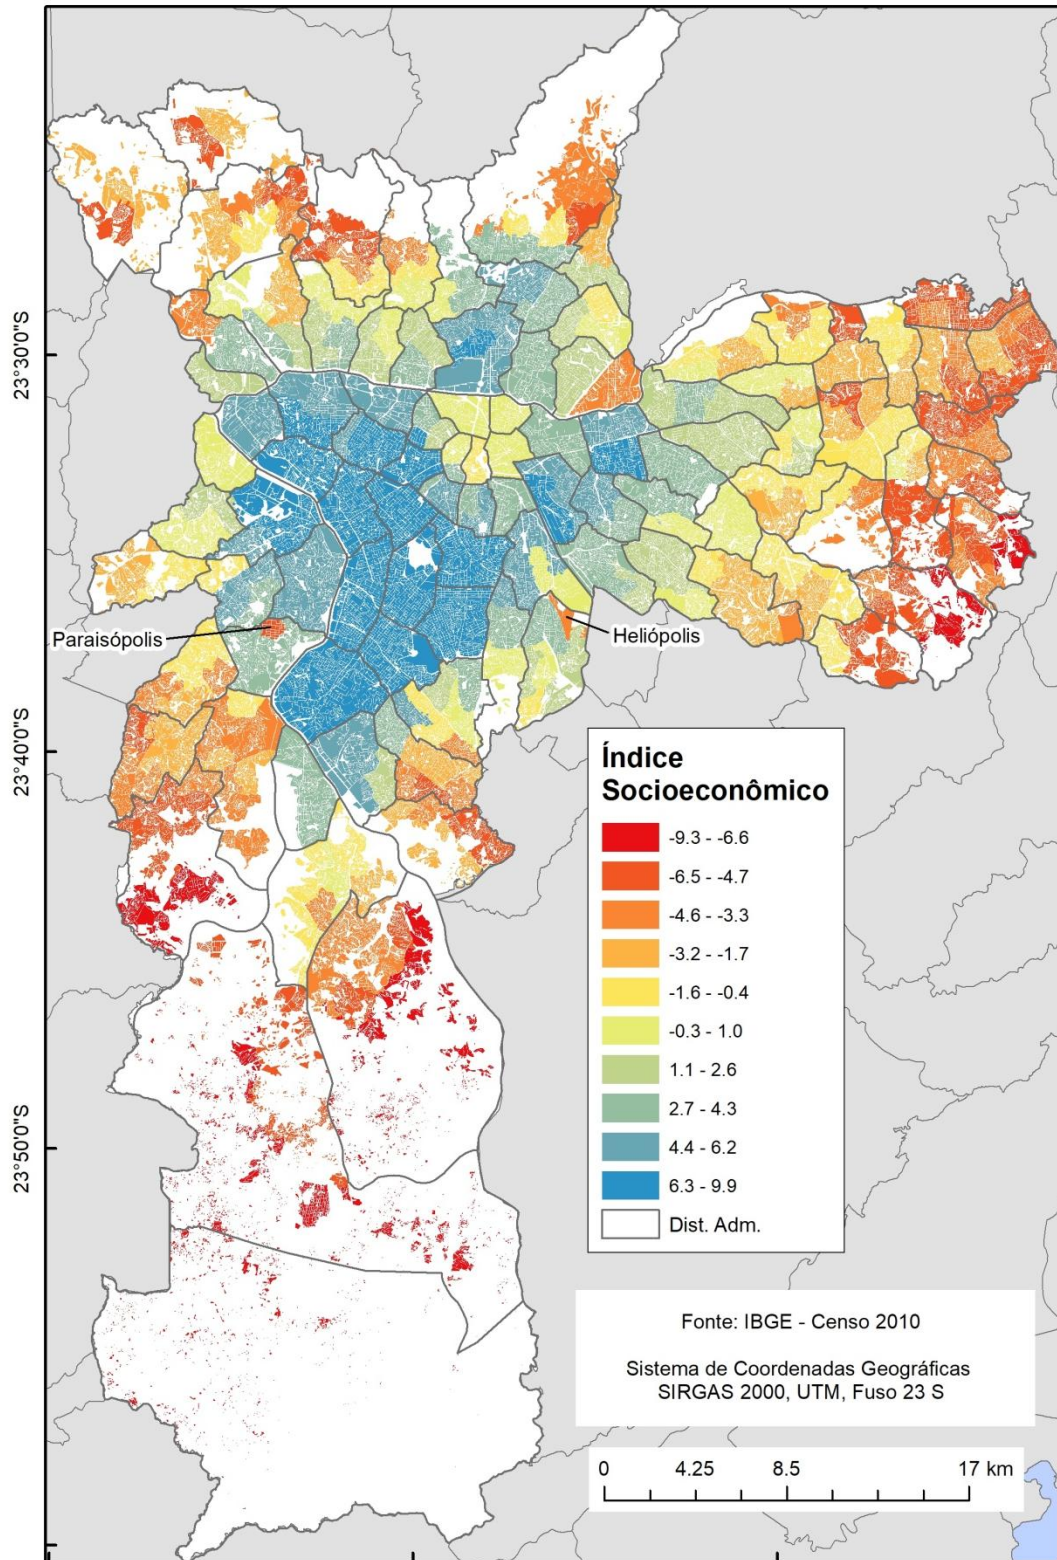 23°30'0"S
Paraisópolis
Heliópolis
23°40'0"S
Índice
Socioeconômico
-9.3 - -6.6
-6.5 - -4.7
-4.6 - -3.3
-3.2 - -1.7
-1.6 - -0.4
-0.3 - 1.0
1.1 - 2.6
2.7 - 4.3
4.4 - 6.2
6.3 - 9.9
Dist. Adm.
23°50'0"S
Fonte: IBGE - Censo 2010
Sistema de Coordenadas Geográficas
SIRGAS 2000, UTM, Fuso 23 S
0 4.25 8.5 17 km